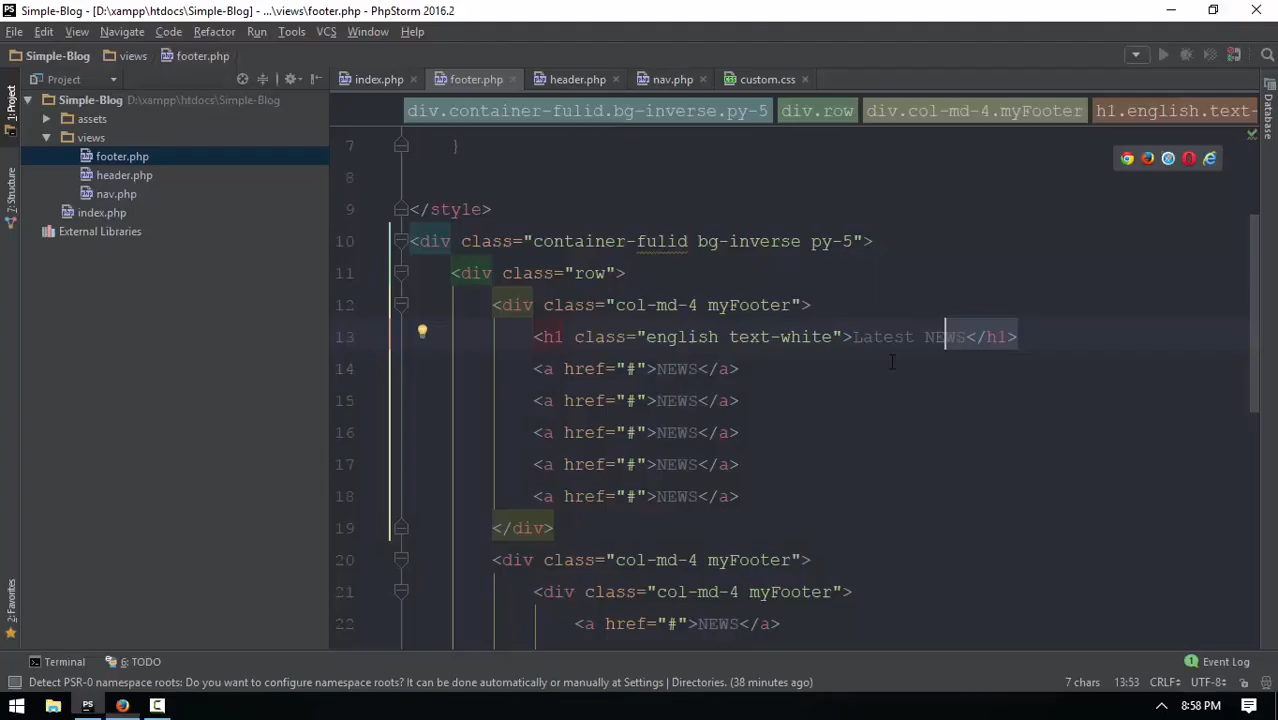 Simple-Blog - [D:\xampp\htdocs\Simple-Blog] - ...\views\footer.php - PhpStorm 2016.2
File Edit View Navigate Code Refactor Run Tools VCS Window Help
Simple-Blog views footer.php
1: Project
7: Structure
2: Favorites
Database
Project
index.php footer.php header.php nav.php custom.css
Simple-Blog D:\xampp\htdocs\Simple-Blog
assets
views
footer.php
header.php
nav.php
index.php
External Libraries
div.container-fulid.bg-inverse.py-5 div.row div.col-md-4.myFooter h1.english.text-
7 }
8
9 </style>
10 <div class="container-fulid bg-inverse py-5">
11 <div class="row">
12 <div class="col-md-4 myFooter">
13 <h1 class="english text-white">Latest NEWS</h1>
14 <a href="#">NEWS</a>
15 <a href="#">NEWS</a>
16 <a href="#">NEWS</a>
17 <a href="#">NEWS</a>
18 <a href="#">NEWS</a>
19 </div>
20 <div class="col-md-4 myFooter">
21 <div class="col-md-4 myFooter">
22 <a href="#">NEWS</a>
Terminal 6: TODO 1 Event Log
Detect PSR-0 namespace roots: Do you want to configure namespace roots? It can be done automatically or manually at Settings | Directories. (38 minutes ago) 7 chars 13:53 CRLF UTF-8
PS C 8:58 PM